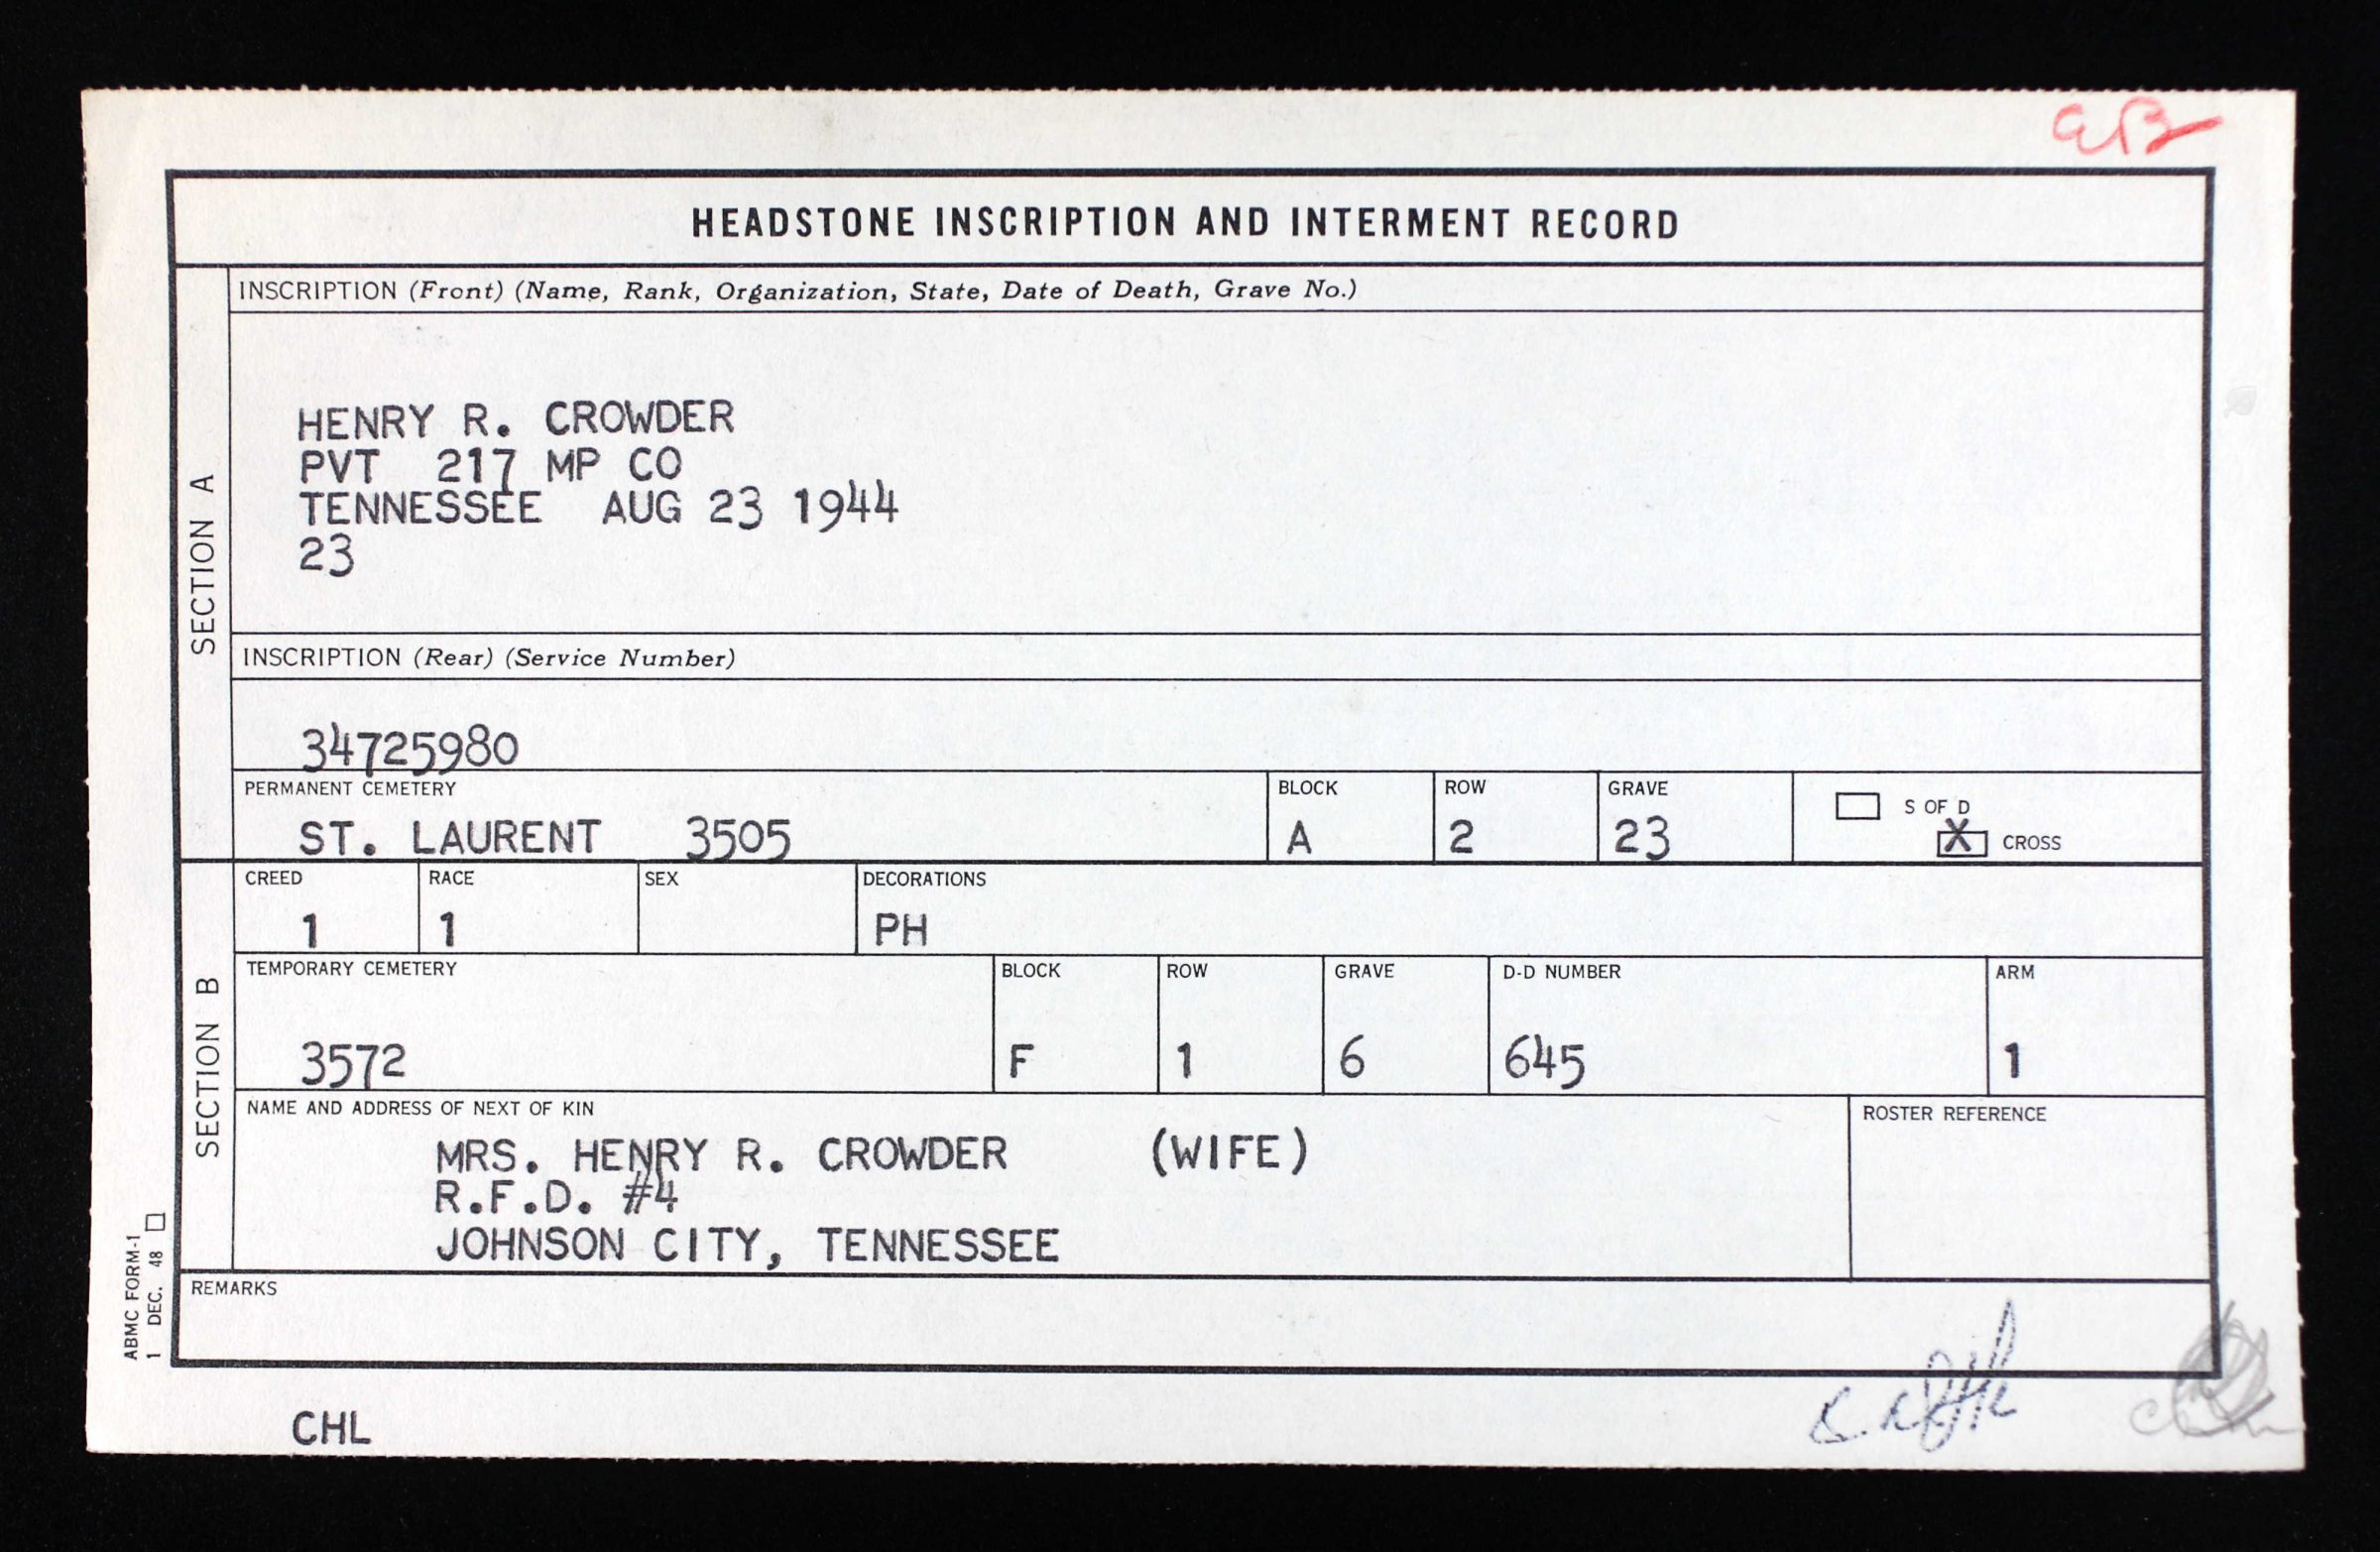 HEADSTONE INSCRIPTION AND INTERMENT RECORD
SECTION A
INSCRIPTION (Front) (Name, Rank, Organization, State, Date of Death, Grave No.)
HENRY R. CROWDER
PVT 217 MP CO
TENNESSEE AUG 23 1944
23
INSCRIPTION (Rear) (Service Number)
34725980
PERMANENT CEMETERY BLOCK ROW GRAVE S OF D
ST. LAURENT 3505 A 2 23 X CROSS
SECTION B
CREED RACE SEX DECORATIONS
1 1 PH
TEMPORARY CEMETERY BLOCK ROW GRAVE D-D NUMBER ARM
3572 F 1 6 645 1
NAME AND ADDRESS OF NEXT OF KIN ROSTER REFERENCE
MRS. HENRY R. CROWDER (WIFE)
R.F.D. #4
JOHNSON CITY, TENNESSEE
REMARKS
ABMC FORM-1
1 DEC. 48
CHL